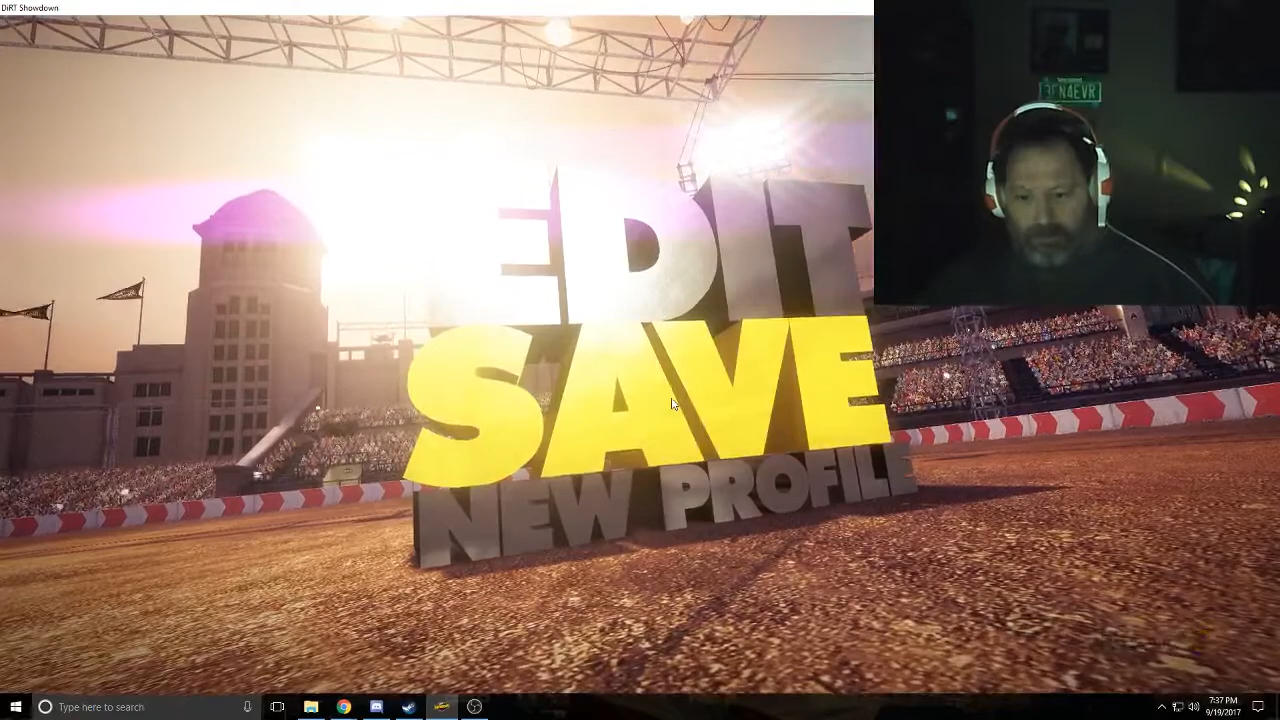 DiRT Showdown
EDIT
SAVE
NEW PROFILE
Type here to search
7:37 PM
9/19/2017